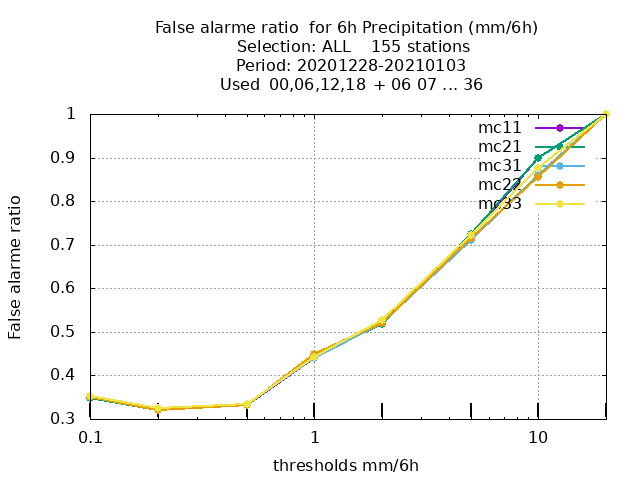 False alarme ratio  for 6h Precipitation (mm/6h)
Selection: ALL    155 stations
Period: 20201228-20210103
Used  00,06,12,18  + 06 07 ... 36
1
0.9
0.8
0.7
0.6
0.5
0.4
0.3
0.1
1
10
False alarme ratio
thresholds mm/6h
mc11
mc21
mc31
mc22
mc33